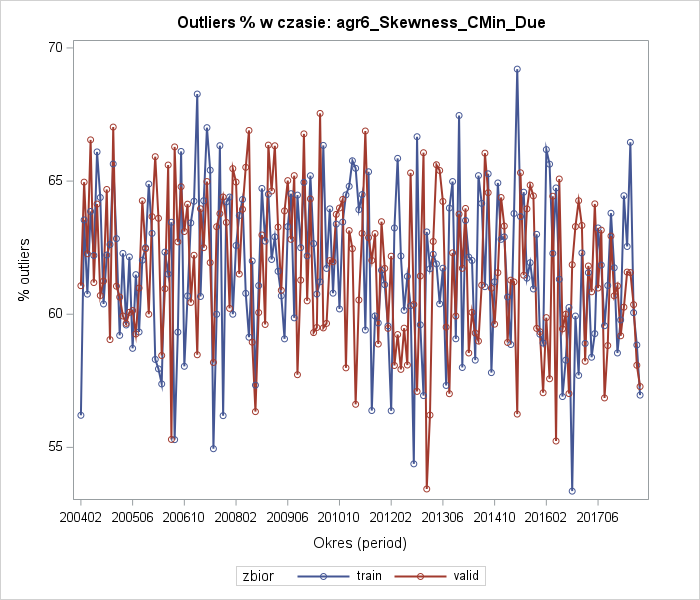 Outliers % w czasie: agr6_Skewness_CMin_Due
70
65
60
55
% outliers
200402 200506 200610 200802 200906 201010 201202 201306 201410 201602 201706
Okres (period)
zbior train valid